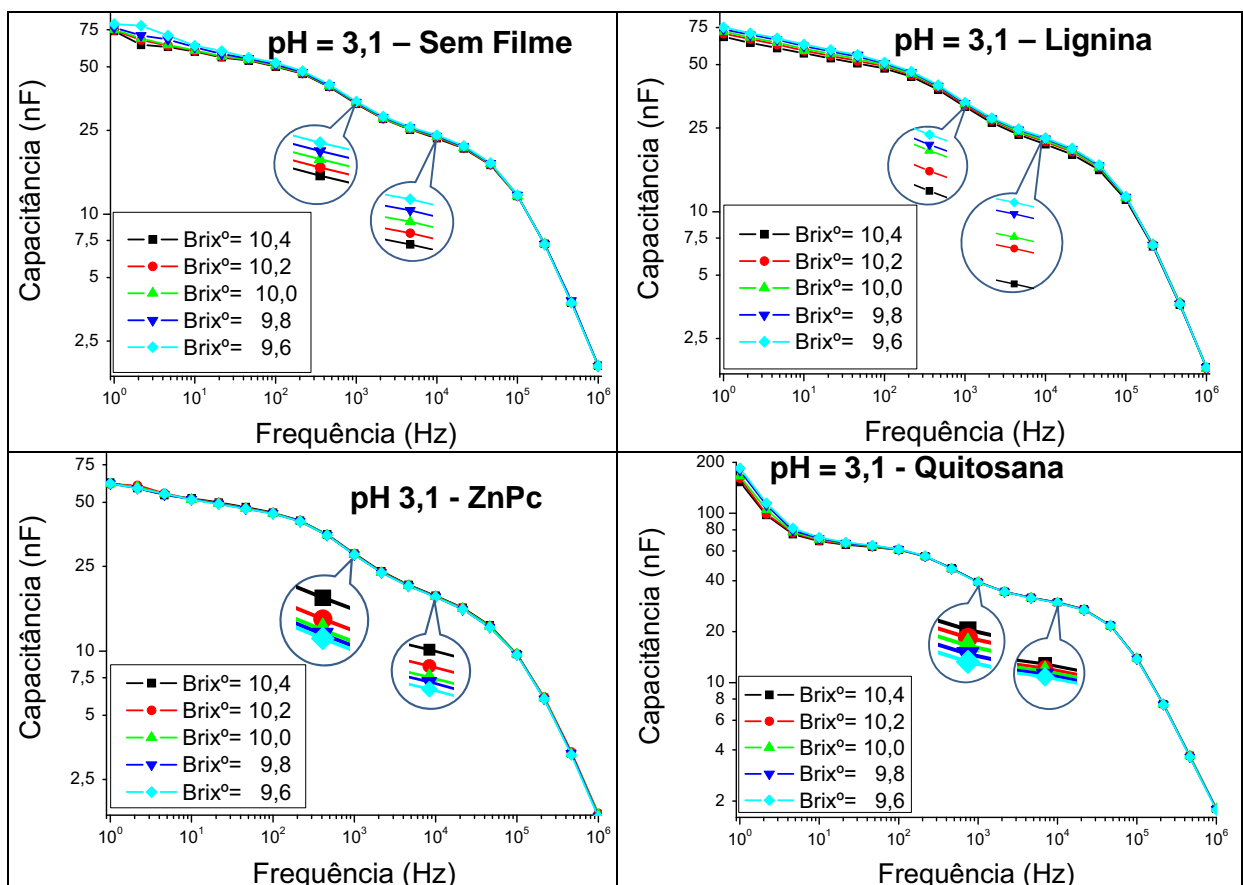 pH = 3,1 – Sem Filme
Capacitância (nF)
75
50
25
10
7,5
5
2,5
Brixº= 10,4
Brixº= 10,2
Brixº= 10,0
Brixº= 9,8
Brixº= 9,6
10⁰ 10¹ 10² 10³ 10⁴ 10⁵ 10⁶
Frequência (Hz)
pH = 3,1 – Lignina
Capacitância (nF)
75
50
25
10
7,5
5
2,5
Brixº= 10,4
Brixº= 10,2
Brixº= 10,0
Brixº= 9,8
Brixº= 9,6
10⁰ 10¹ 10² 10³ 10⁴ 10⁵ 10⁶
Frequência (Hz)
pH 3,1 - ZnPc
Capacitância (nF)
75
50
25
10
7,5
5
2,5
Brixº= 10,4
Brixº= 10,2
Brixº= 10,0
Brixº= 9,8
Brixº= 9,6
10⁰ 10¹ 10² 10³ 10⁴ 10⁵ 10⁶
Frequência (Hz)
pH = 3,1 - Quitosana
Capacitância (nF)
200
100
80
60
40
20
10
8
6
4
2
Brixº= 10,4
Brixº= 10,2
Brixº= 10,0
Brixº= 9,8
Brixº= 9,6
10⁰ 10¹ 10² 10³ 10⁴ 10⁵ 10⁶
Frequência (Hz)